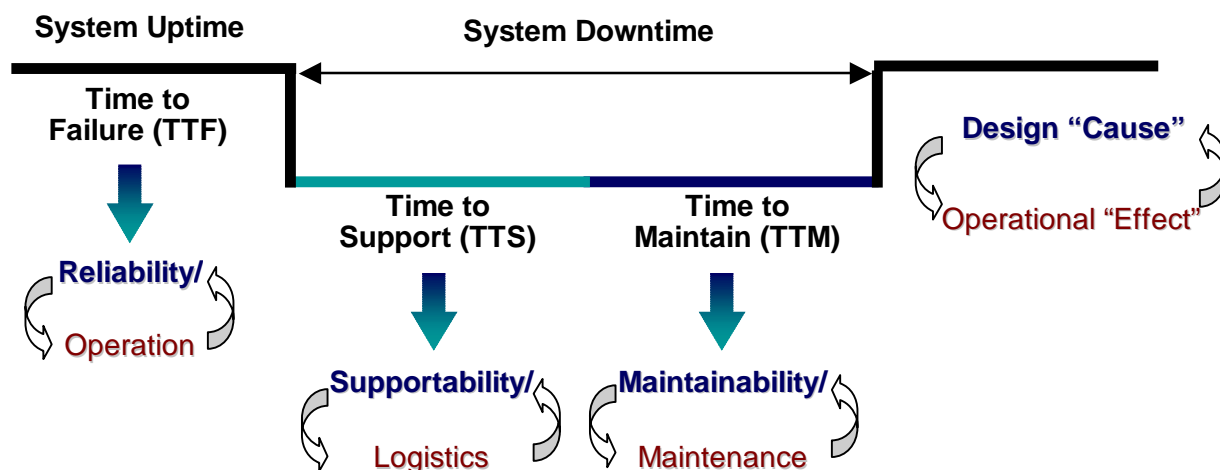 System Uptime
System Downtime
Time to
Failure (TTF)
Reliability/
Operation
Time to
Support (TTS)
Supportability/
Logistics
Time to
Maintain (TTM)
Maintainability/
Maintenance
Design “Cause”
Operational “Effect”